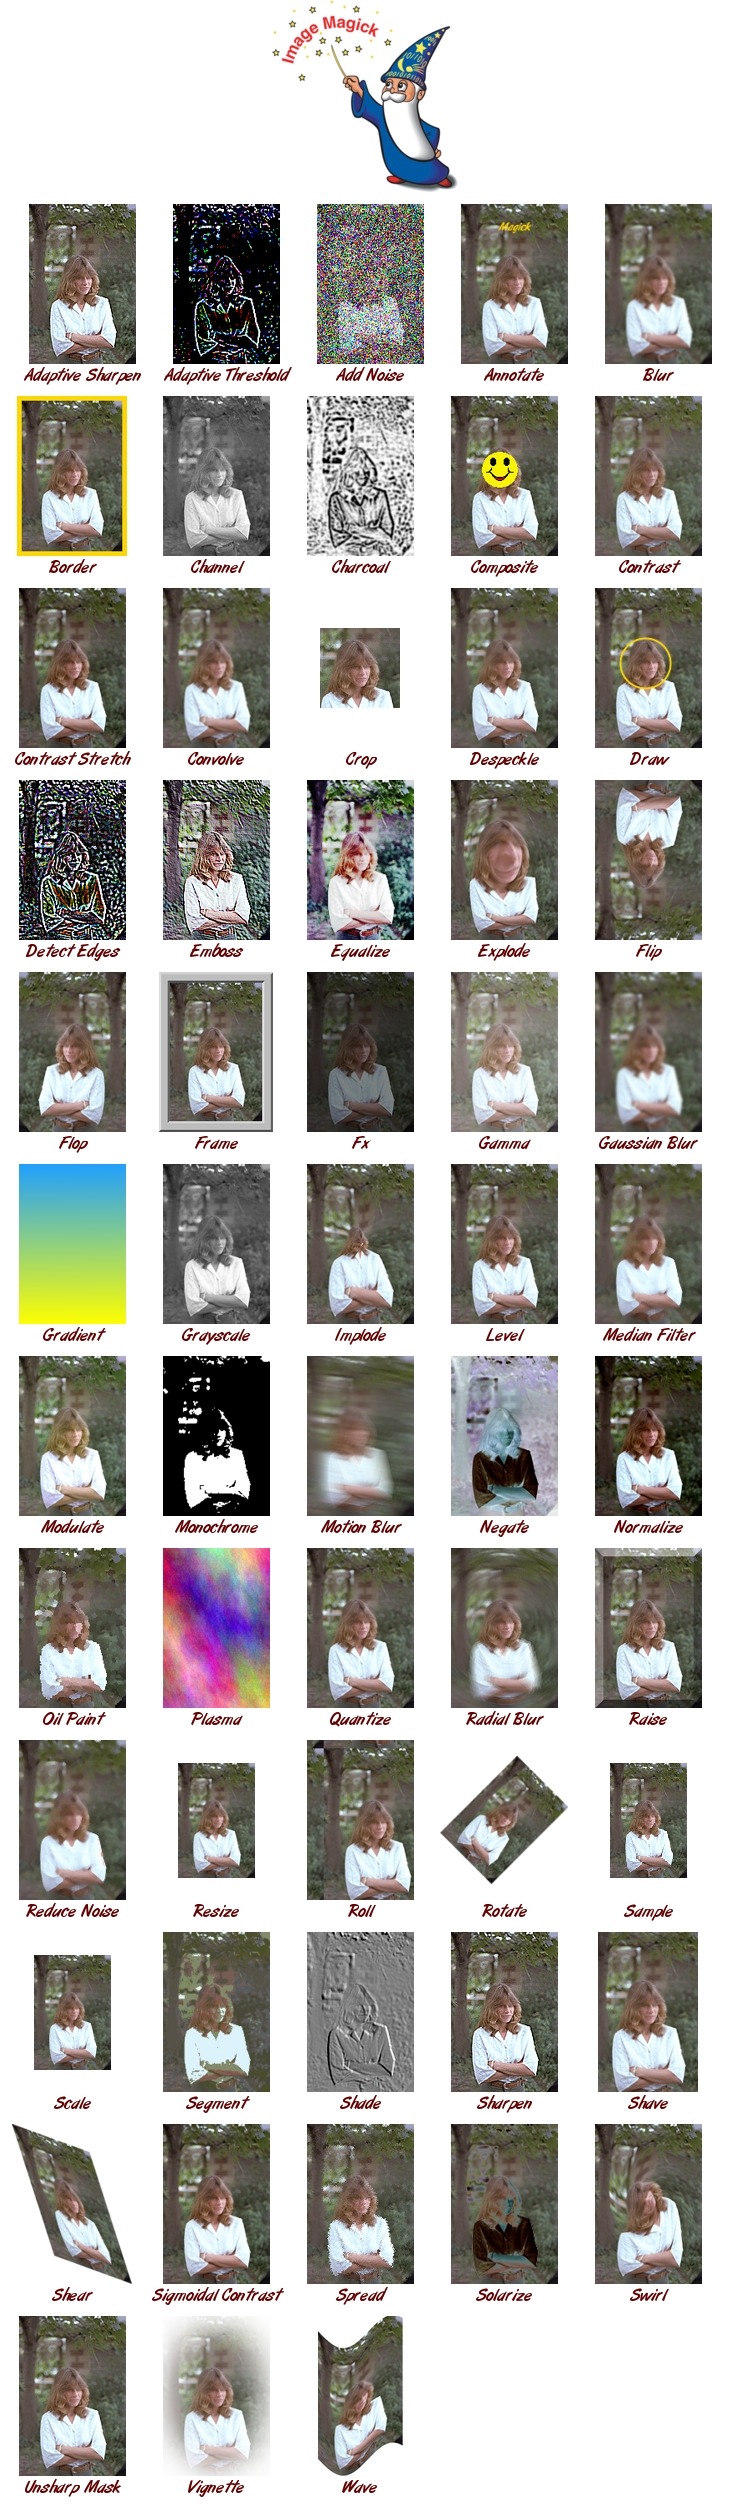 Image Magick
Magick
Adaptive Sharpen Adaptive Threshold Add Noise Annotate Blur
Border Channel Charcoal Composite Contrast
Contrast Stretch Convolve Crop Despeckle Draw
Detect Edges Emboss Equalize Explode Flip
Flop Frame Fx Gamma Gaussian Blur
Gradient Grayscale Implode Level Median Filter
Modulate Monochrome Motion Blur Negate Normalize
Oil Paint Plasma Quantize Radial Blur Raise
Reduce Noise Resize Roll Rotate Sample
Scale Segment Shade Sharpen Shave
Shear Sigmoidal Contrast Spread Solarize Swirl
Unsharp Mask Vignette Wave